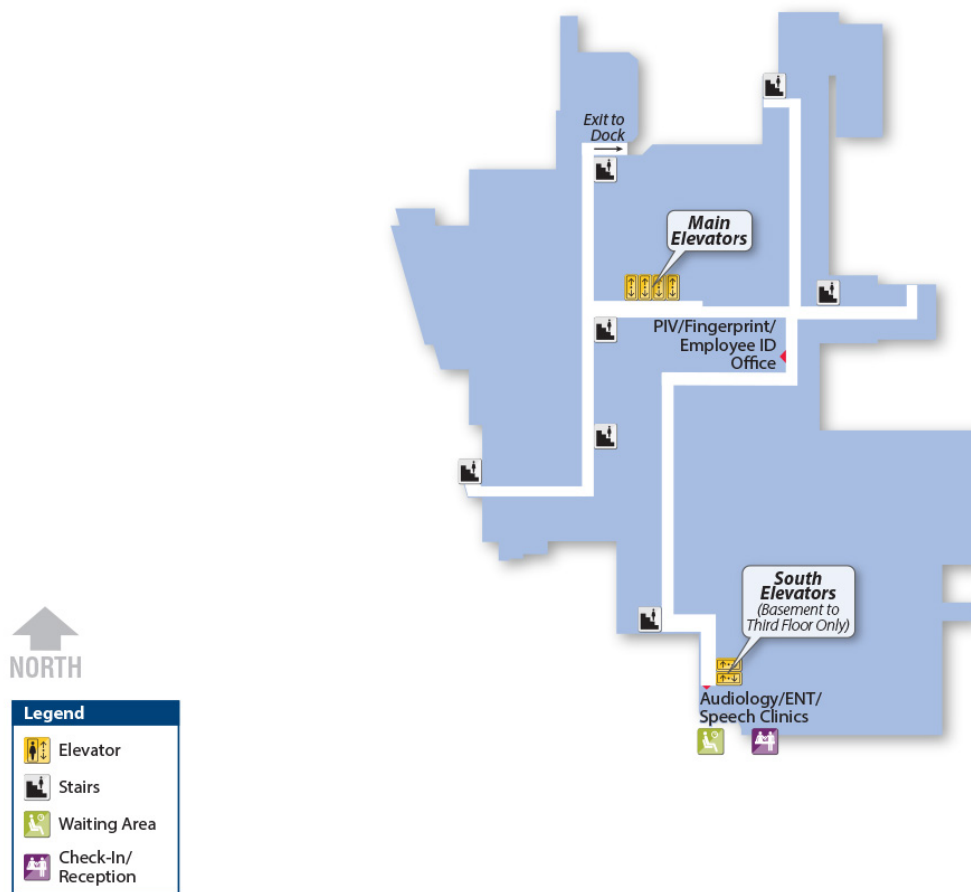 Exit to
Dock
Main
Elevators
PIV/Fingerprint/
Employee ID
Office
South
Elevators
(Basement to
Third Floor Only)
Audiology/ENT/
Speech Clinics
NORTH
Legend
Elevator
Stairs
Waiting Area
Check-In/
Reception